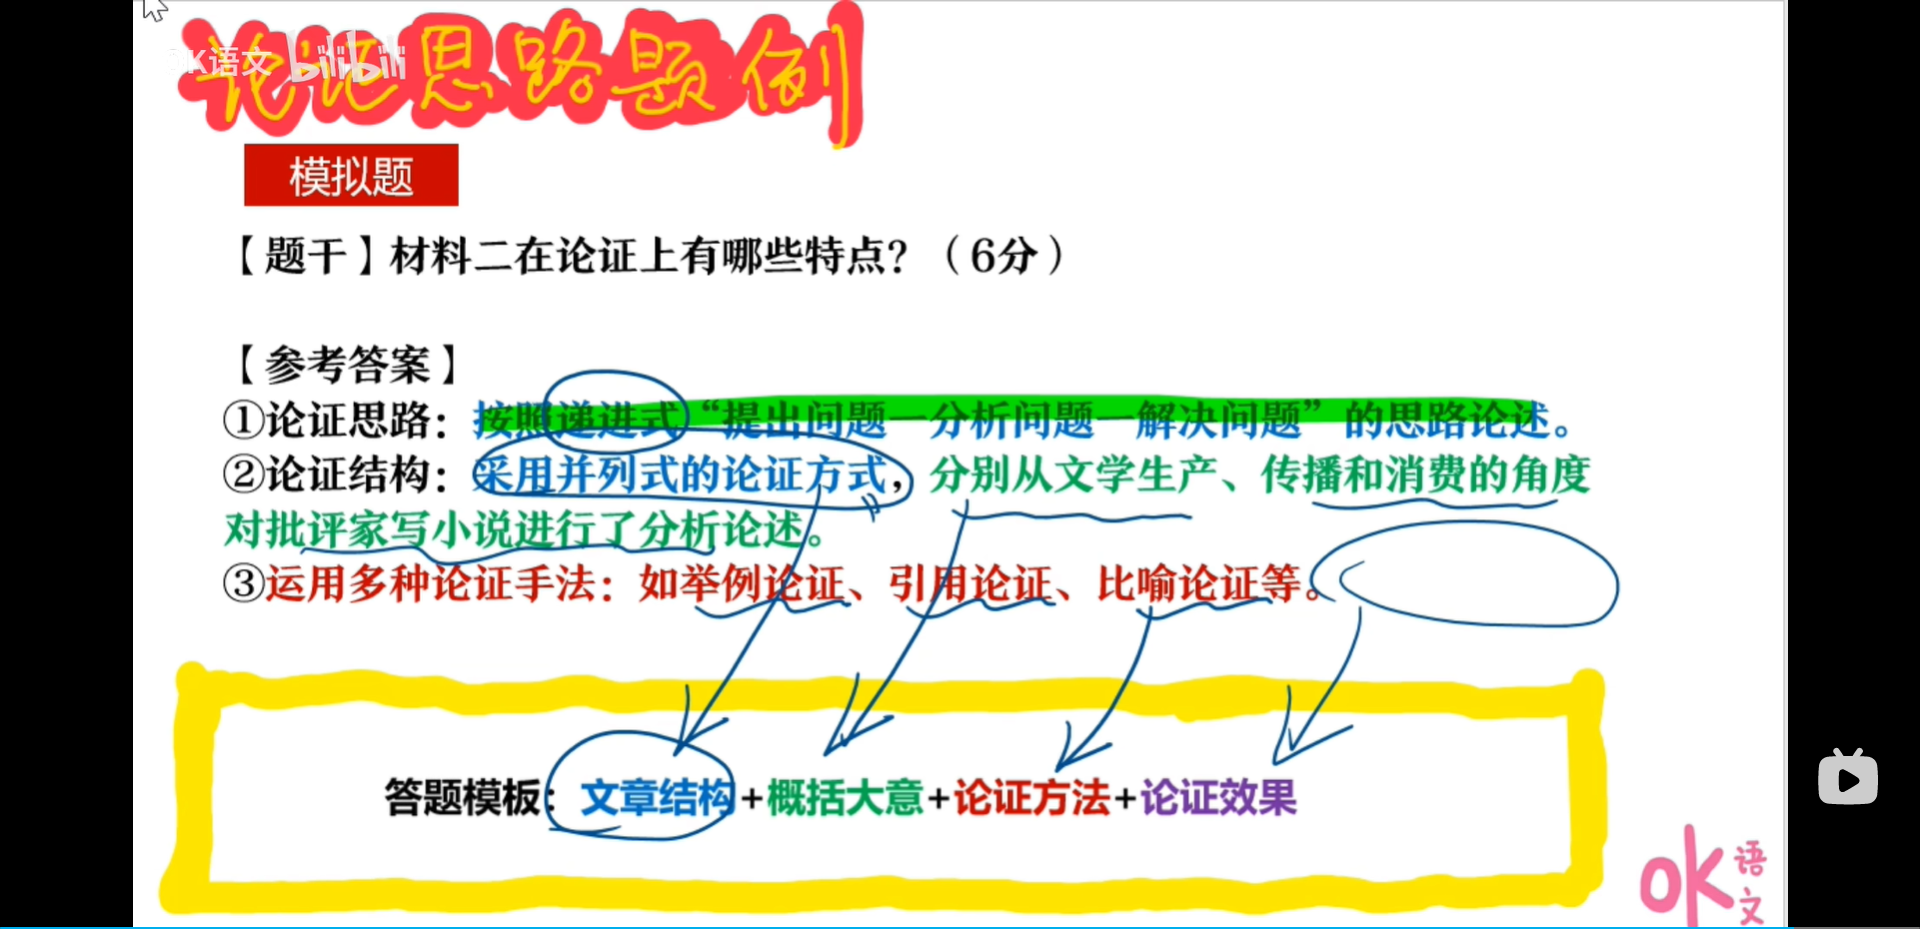 论证思路题例
OK语文 bilibili
模拟题
【题干】材料二在论证上有哪些特点？（6分）
【参考答案】
①论证思路：按照递进式“提出问题—分析问题—解决问题”的思路论述。
②论证结构：采用并列式的论证方式，分别从文学生产、传播和消费的角度
对批评家写小说进行了分析论述。
③运用多种论证手法：如举例论证、引用论证、比喻论证等。
答题模板：文章结构+概括大意+论证方法+论证效果
OK语文